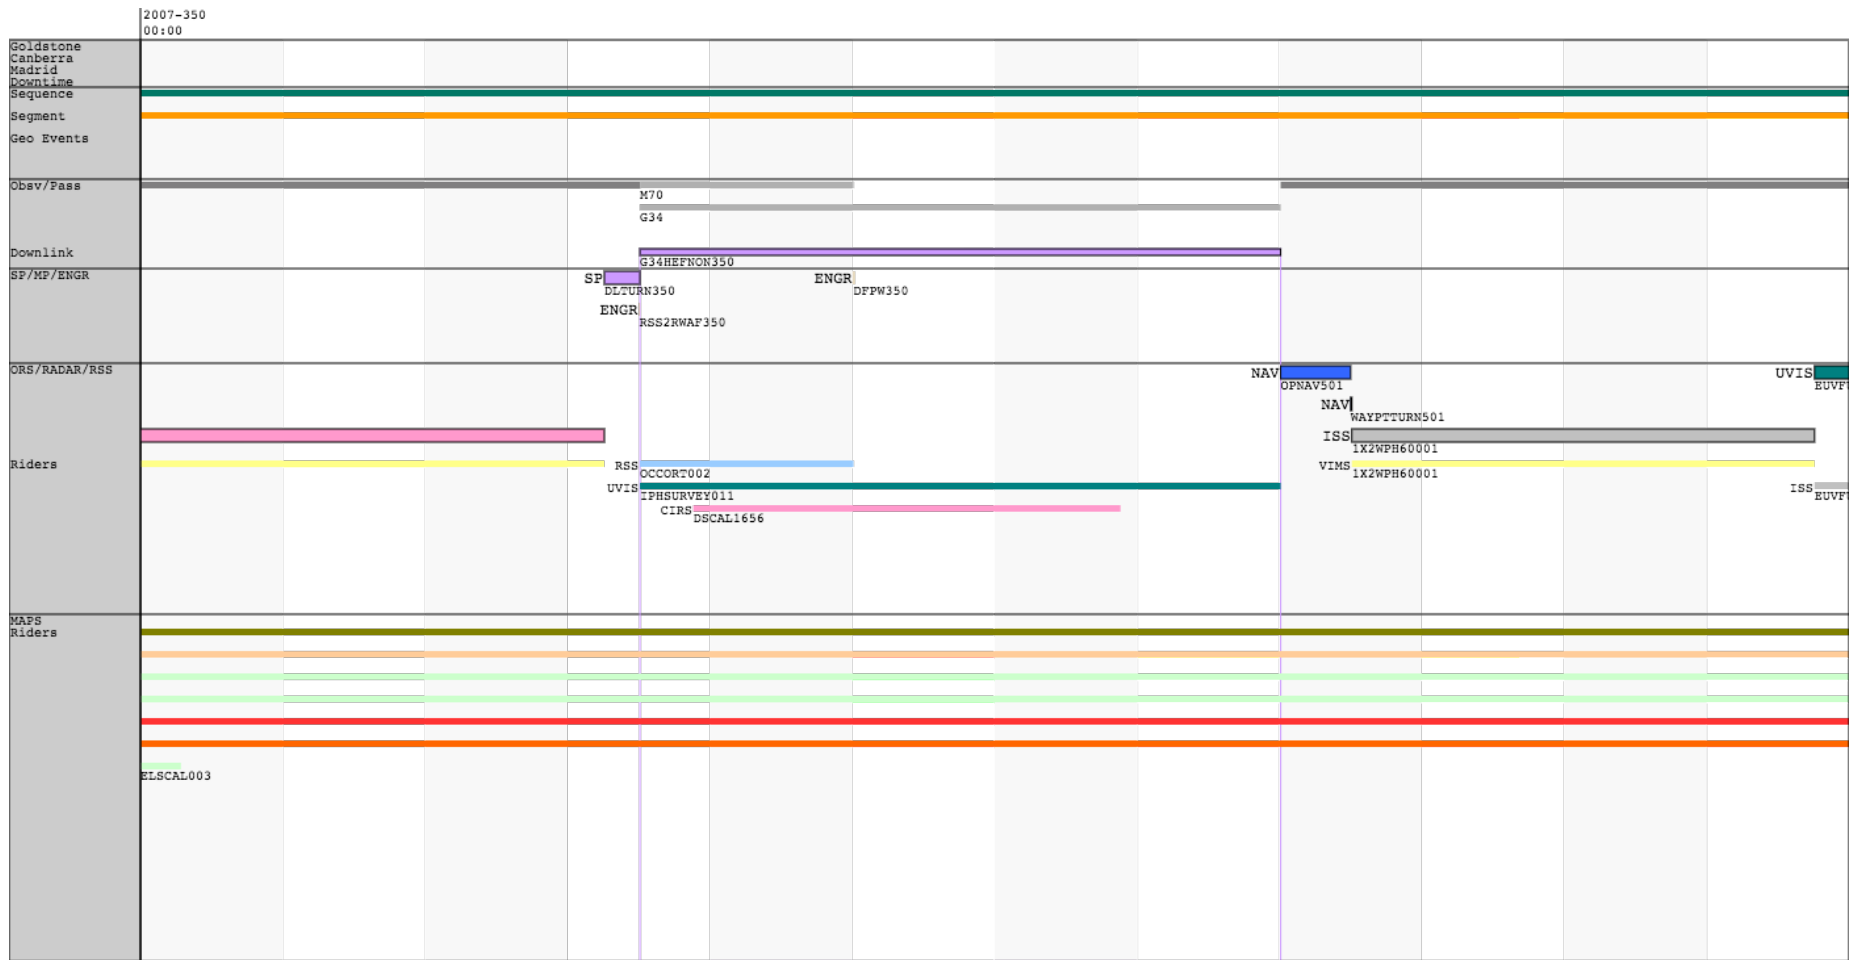 2007-350
00:00
Goldstone
Canberra
Madrid
Downtime
Sequence
Segment
Geo Events
Obsv/Pass
M70
G34
Downlink
G34HEFNON350
SP/MP/ENGR
SP
ENGR
DLTURN350
DFPW350
ENGR
RSS2RWAF350
ORS/RADAR/RSS
NAV
UVIS
OPNAV501
EUVFU
NAV
WAYPTTURN501
ISS
1X2WPH60001
Riders
RSS
VIMS
OCCORT002
1X2WPH60001
UVIS
ISS
IPHSURVEY011
EUVFU
CIRS
DSCAL1656
MAPS
Riders
ELSCAL003